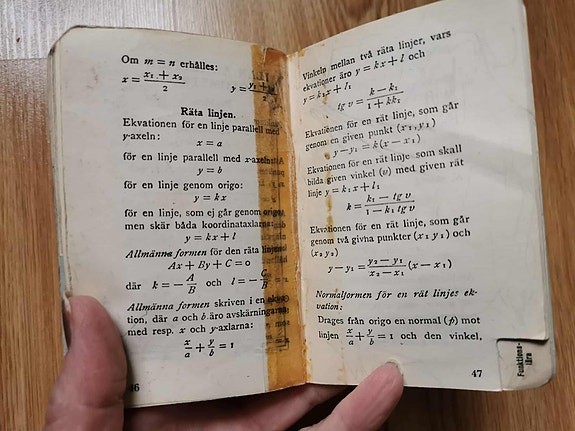 Om m = n erhålles:
x = (x₁ + x₂)/2 y = (y₁ + y₂)/2
Räta linjen.
Ekvationen för en linje parallell med
y-axeln:
x = a
för en linje parallell med x-axeln:
y = b
för en linje genom origo:
y = kx
för en linje, som ej går genom origo,
men skär båda koordinataxlarna:
y = kx + l
Allmänna formen för den räta linjen:
Ax + By + C = 0
där k = − A/B och l = − C/B
Allmänna formen skriven i en ekva-
tion, där a och b äro avskärningarna
med resp. x och y-axlarna:
x/a + y/b = 1
46
Vinkeln mellan två räta linjer, vars
ekvationer äro y = kx + l och
y = k₁x + l₁
tg v = (k − k₁)/(1 + kk₁)
Ekvationen för en rät linje, som går
genom en given punkt (x₁, y₁)
y − y₁ = k(x − x₁)
Ekvationen för en rät linje som skall
bilda given vinkel (v) med given rät
linje y = k₁x + l₁
k = (k₁ − tg v)/(1 − k₁ tg v)
Ekvationen för en rät linje, som går
genom två givna punkter (x₁ y₁) och
(x₂ y₂)
y − y₁ = (y₂ − y₁)/(x₂ − x₁) (x − x₁)
Normalformen för en rät linjes ek-
vation:
Drages från origo en normal (p) mot
linjen x/a + y/b = 1 och den vinkel,
47
Funktions-
lära